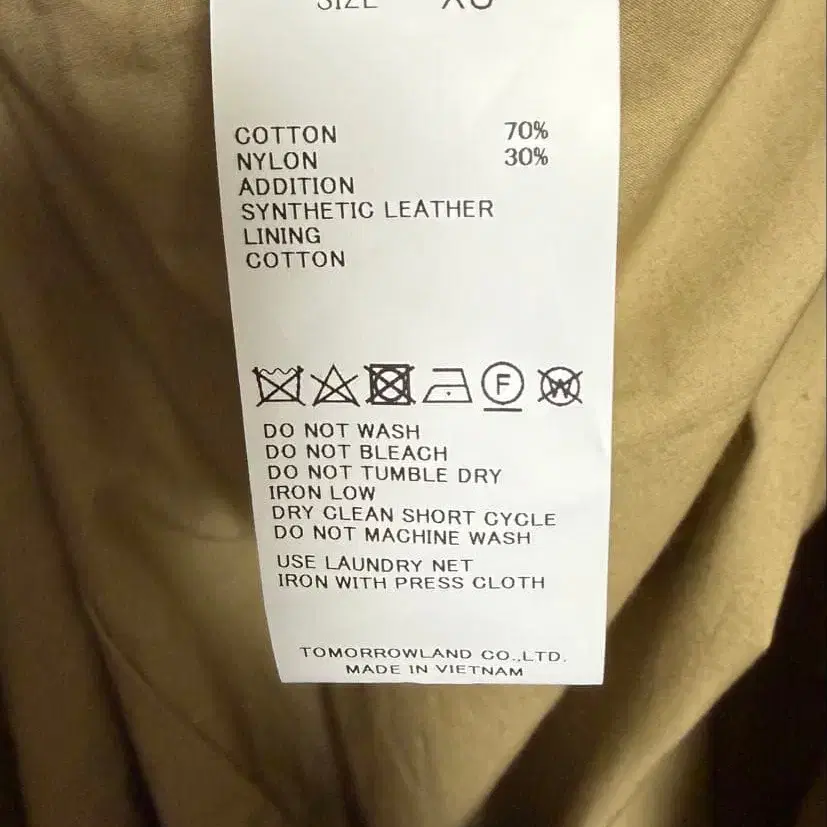 SIZE XS
COTTON 70%
NYLON 30%
ADDITION
SYNTHETIC LEATHER
LINING
COTTON
F W
DO NOT WASH
DO NOT BLEACH
DO NOT TUMBLE DRY
IRON LOW
DRY CLEAN SHORT CYCLE
DO NOT MACHINE WASH
USE LAUNDRY NET
IRON WITH PRESS CLOTH
TOMORROWLAND CO.,LTD.
MADE IN VIETNAM